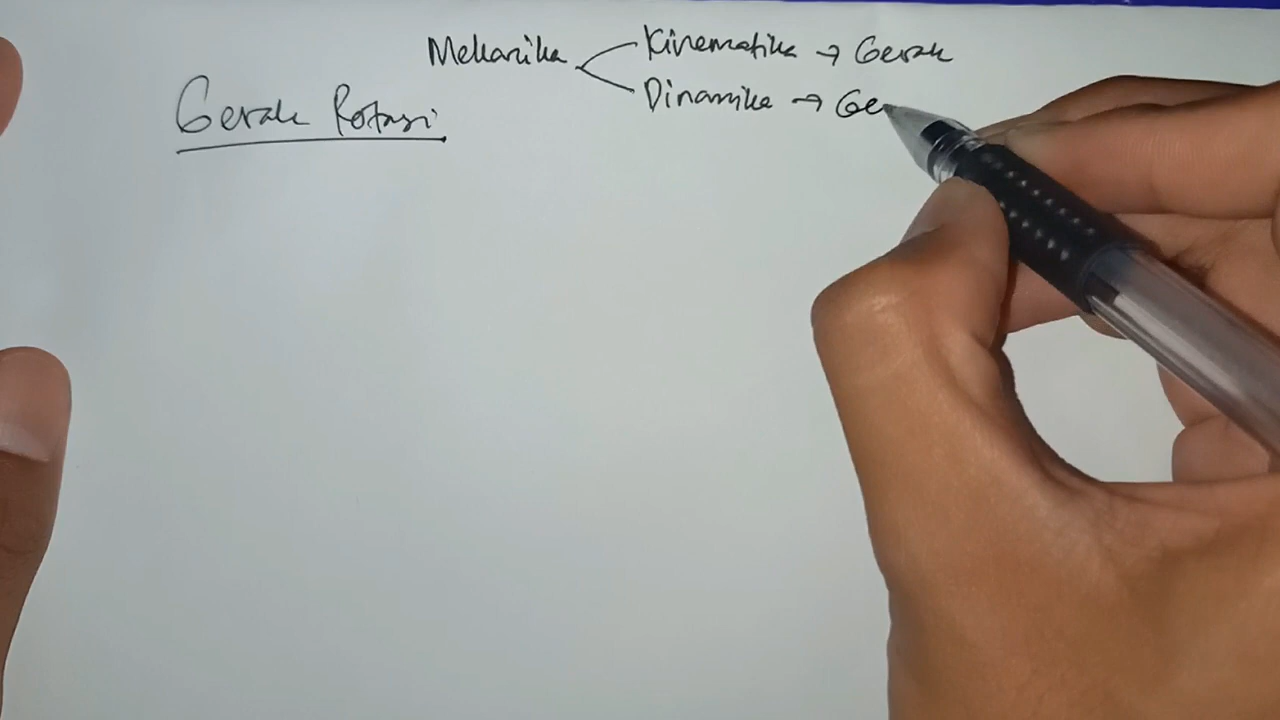 Mekanika
Kinematika → Gerak
Dinamika → Ge
Gerak Rotasi